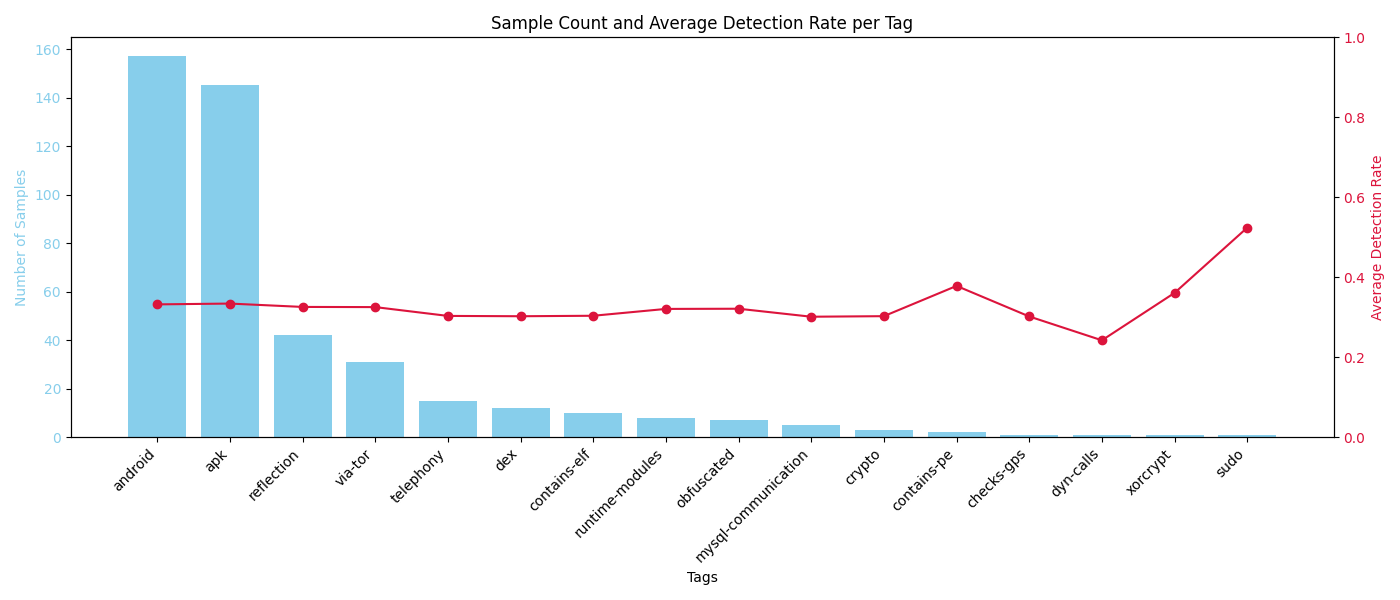 Sample Count and Average Detection Rate per Tag
160
140
120
100
80
60
40
20
0
Number of Samples
1.0
0.8
0.6
0.4
0.2
0.0
Average Detection Rate
android
apk
reflection
via-tor
telephony
dex
contains-elf
runtime-modules
obfuscated
mysql-communication
crypto
contains-pe
checks-gps
dyn-calls
xorcrypt
sudo
Tags